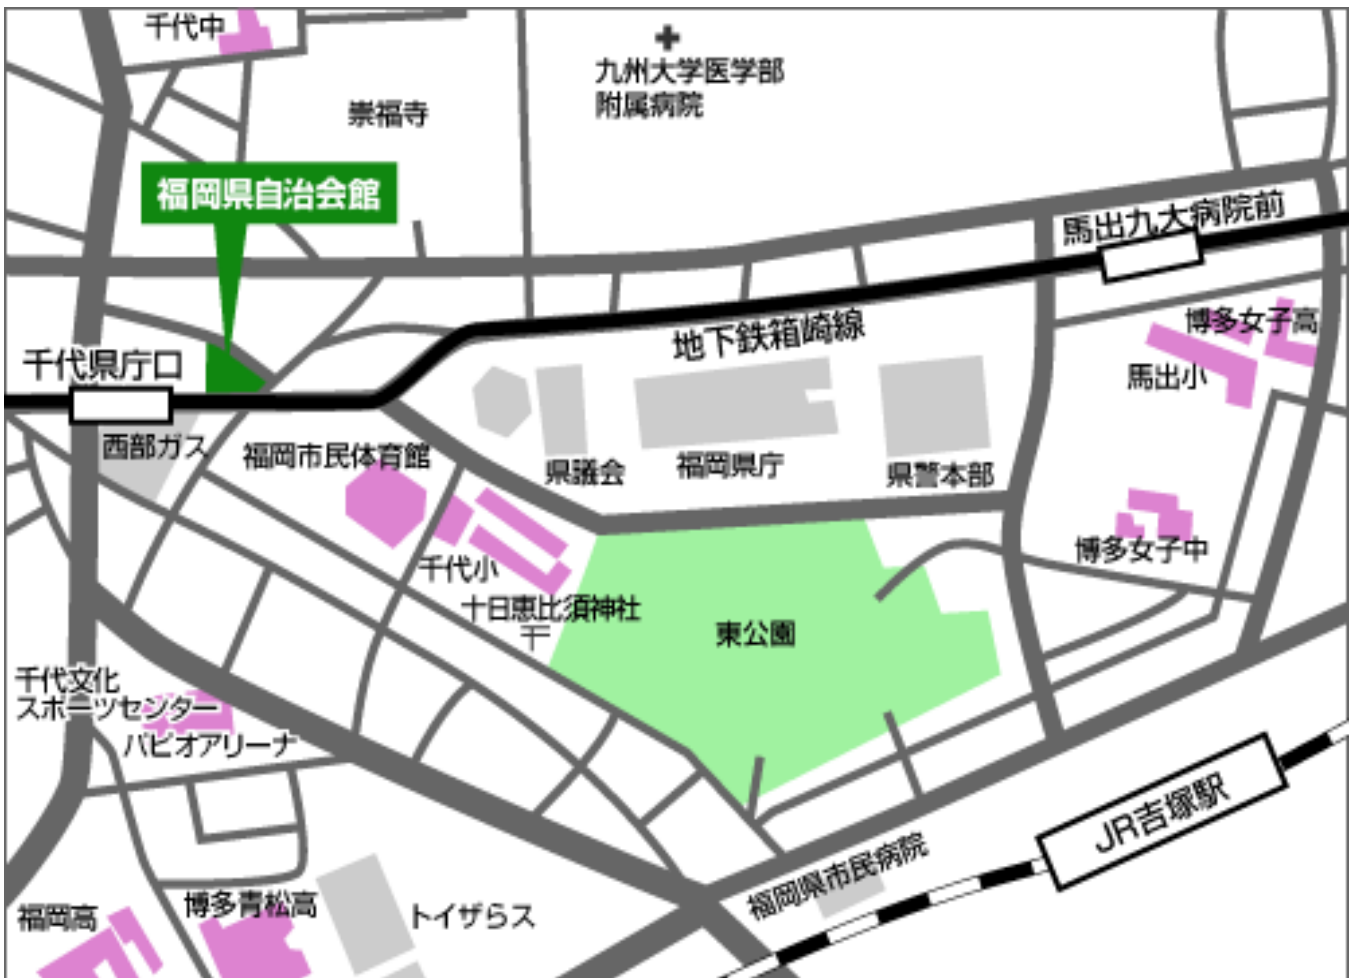 千代中
九州大学医学部
附属病院
崇福寺
福岡県自治会館
馬出九大病院前
地下鉄箱崎線
博多女子高
千代県庁口
馬出小
西部ガス
福岡市民体育館
県議会
福岡県庁
県警本部
博多女子中
千代小
十日恵比須神社
東公園
千代文化
スポーツセンター
パピオアリーナ
JR吉塚駅
福岡県市民病院
博多青松高
福岡高
トイザらス